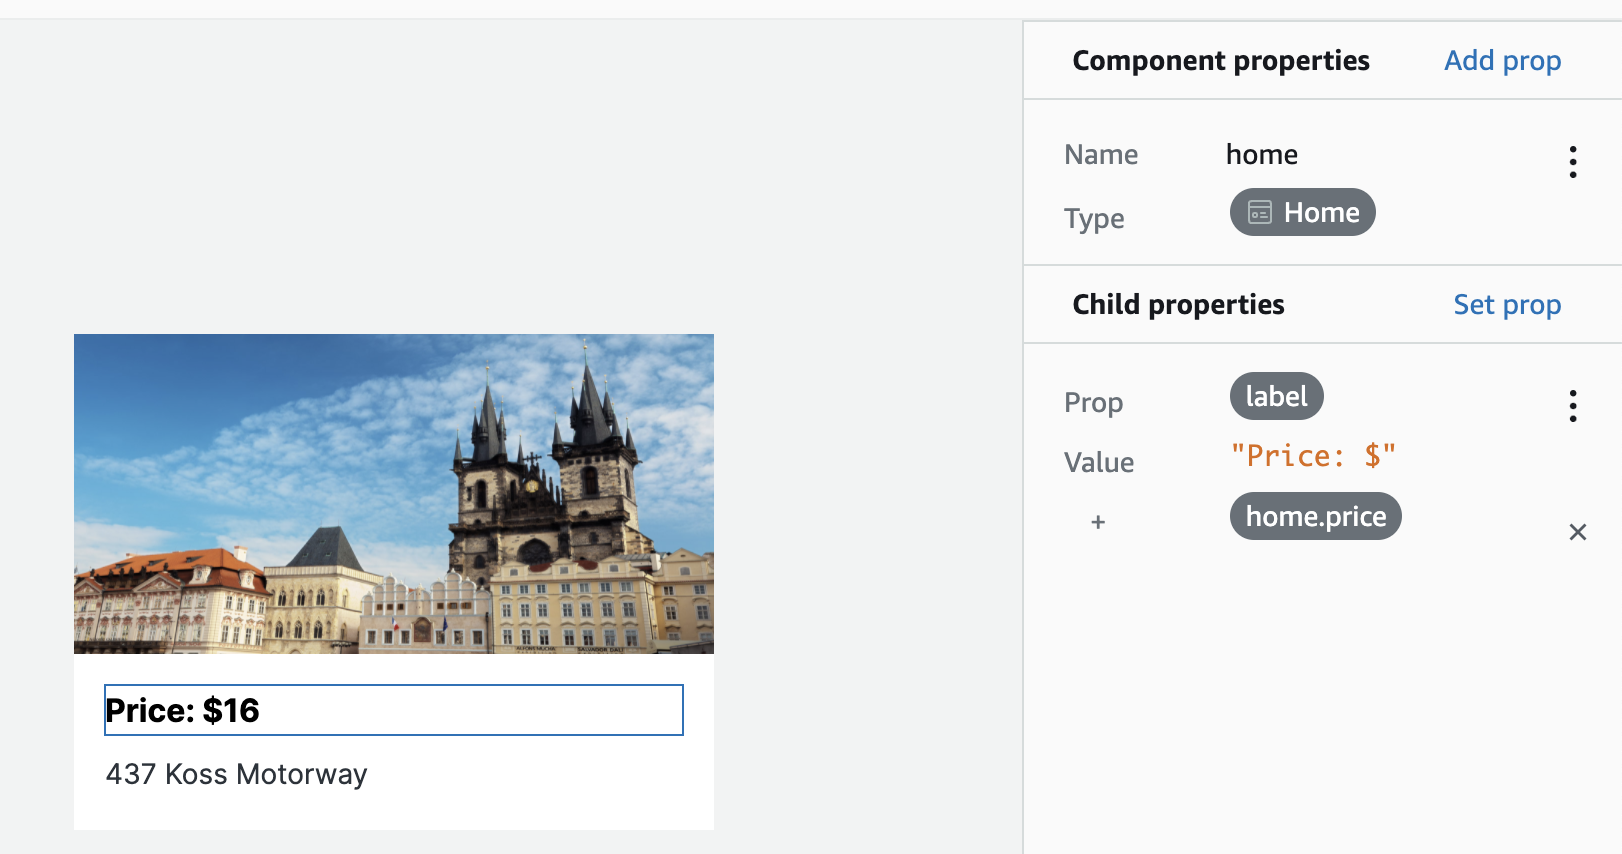 Component properties Add prop
Name home
Type Home
Child properties Set prop
Prop label
Value "Price: $"
+ home.price ×
Price: $16
437 Koss Motorway